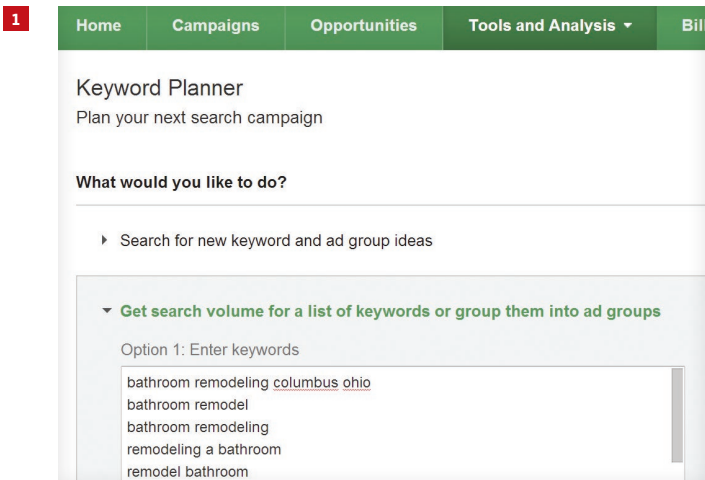 1
Home Campaigns Opportunities Tools and Analysis Bil
Keyword Planner
Plan your next search campaign
What would you like to do?
Search for new keyword and ad group ideas
Get search volume for a list of keywords or group them into ad groups
Option 1: Enter keywords
bathroom remodeling columbus ohio
bathroom remodel
bathroom remodeling
remodeling a bathroom
remodel bathroom